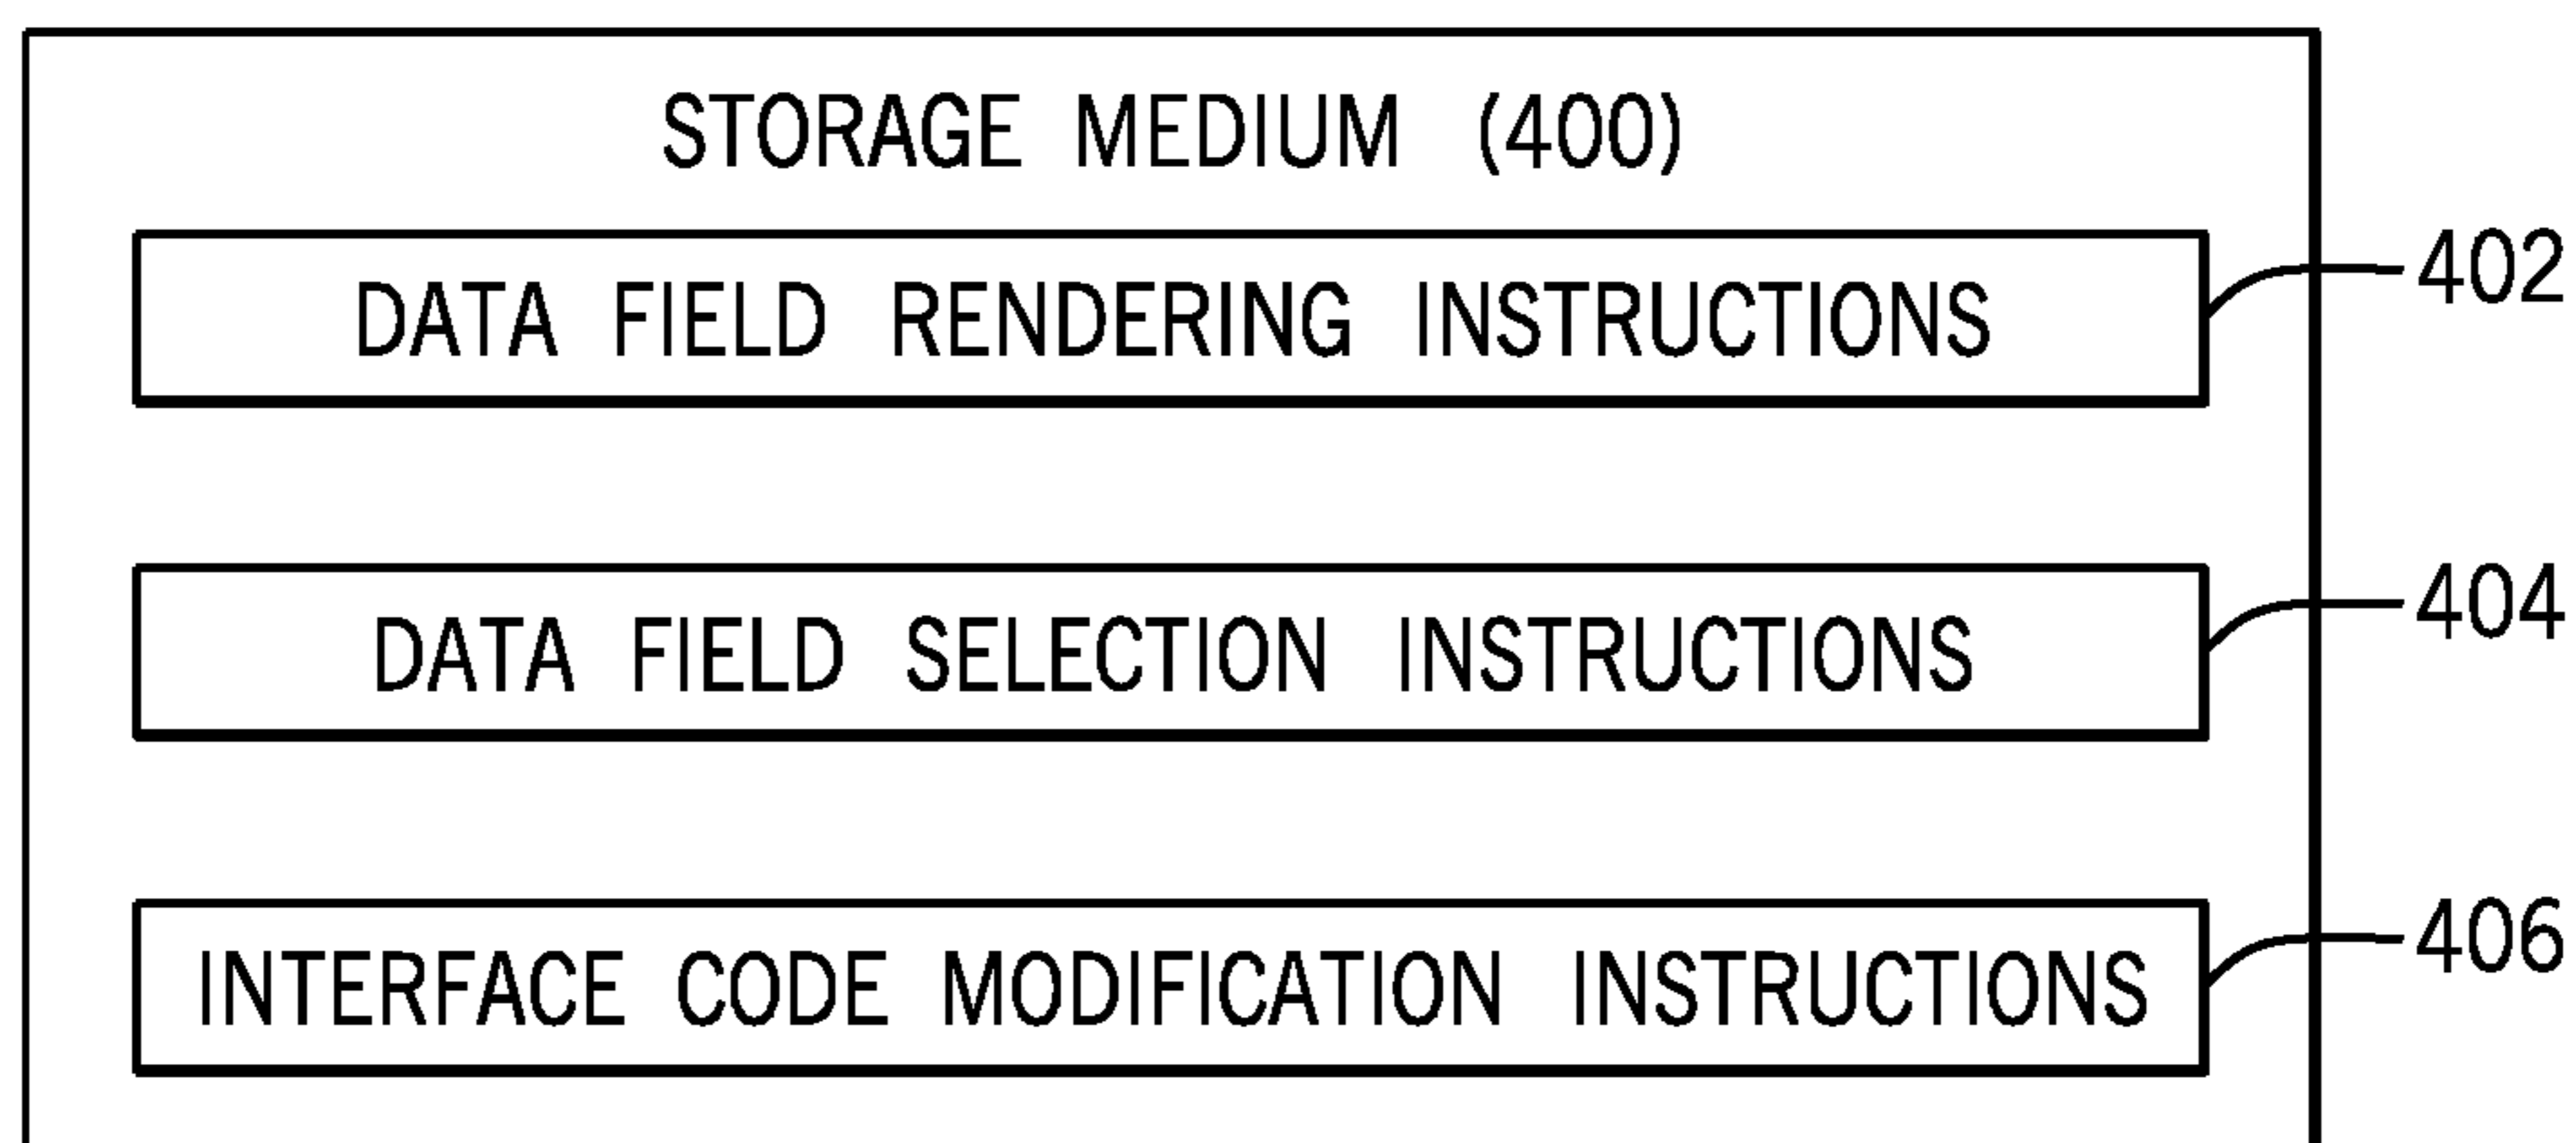 STORAGE MEDIUM (400)
DATA FIELD RENDERING INSTRUCTIONS
402
DATA FIELD SELECTION INSTRUCTIONS
404
INTERFACE CODE MODIFICATION INSTRUCTIONS
406